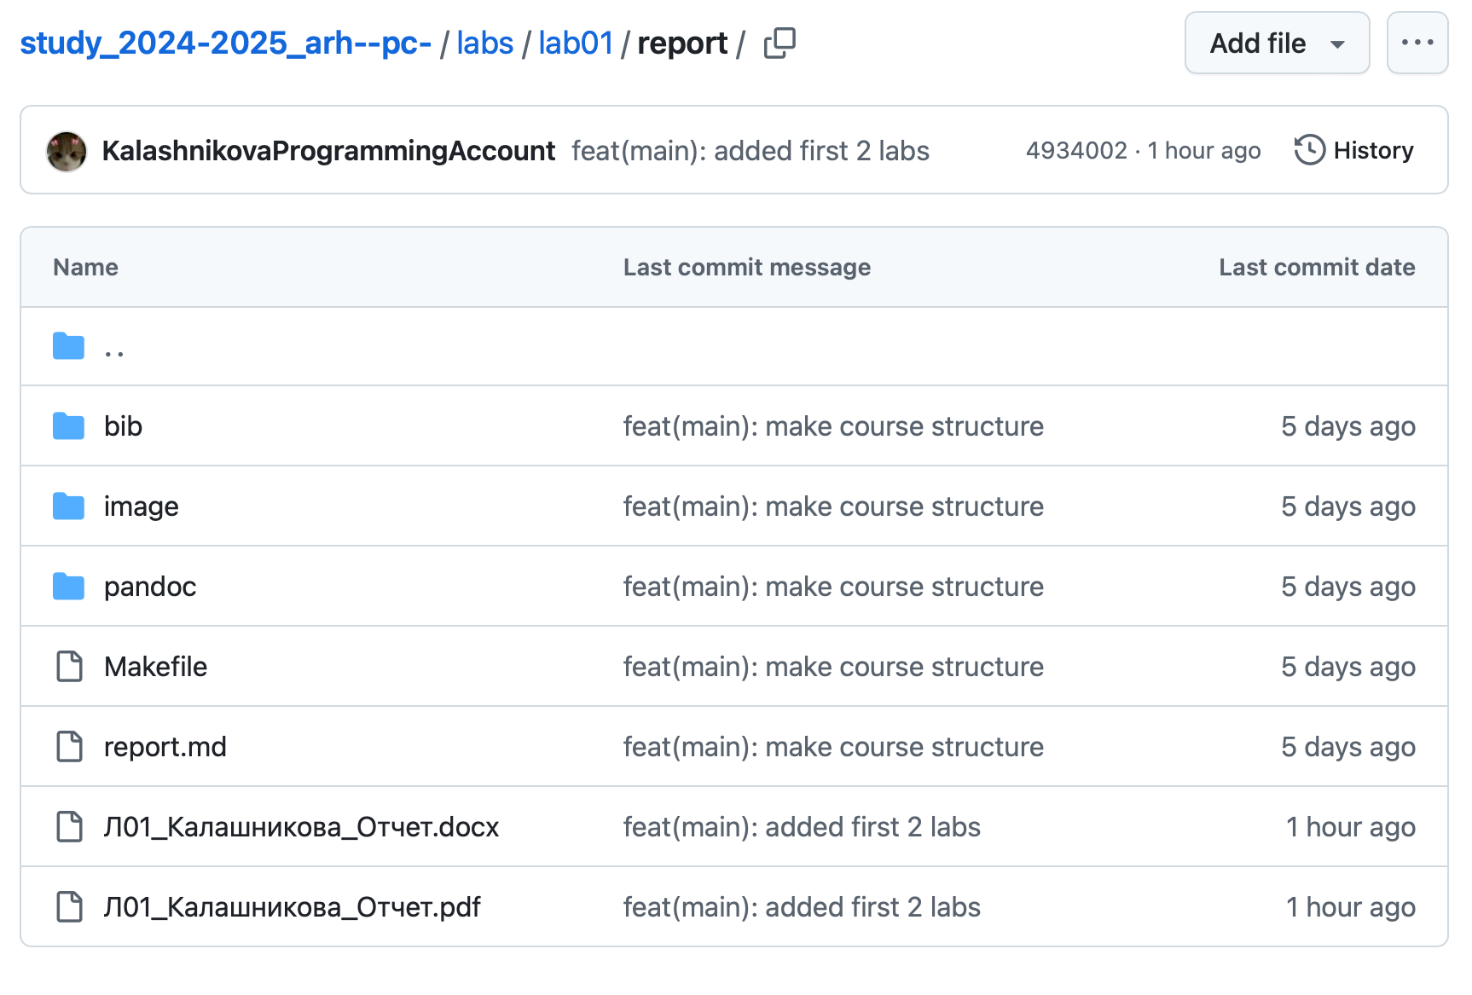 study_2024-2025_arh--pc- / labs / lab01 / report /
Add file
KalashnikovaProgrammingAccount feat(main): added first 2 labs 4934002 · 1 hour ago History
Name Last commit message Last commit date
..
bib feat(main): make course structure 5 days ago
image feat(main): make course structure 5 days ago
pandoc feat(main): make course structure 5 days ago
Makefile feat(main): make course structure 5 days ago
report.md feat(main): make course structure 5 days ago
Л01_Калашникова_Отчет.docx feat(main): added first 2 labs 1 hour ago
Л01_Калашникова_Отчет.pdf feat(main): added first 2 labs 1 hour ago